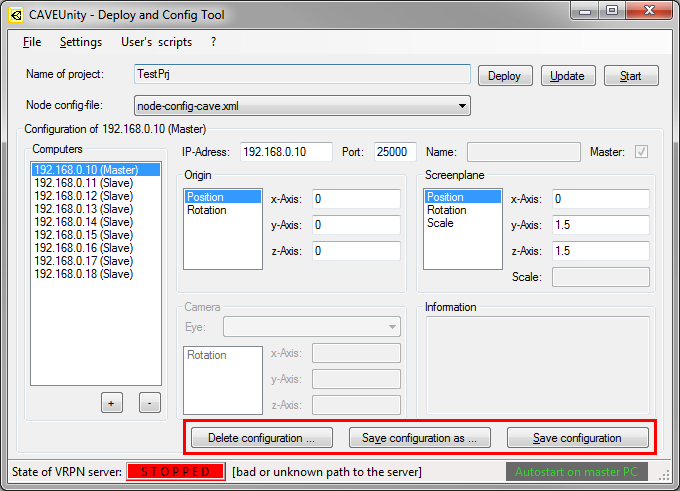 CAVEUnity - Deploy and Config Tool
File Settings User's scripts ?
Name of project: TestPrj Deploy Update Start
Node config-file: node-config-cave.xml
Configuration of 192.168.0.10 (Master)
Computers
IP-Adress: 192.168.0.10 Port: 25000 Name: Master:
192.168.0.10 (Master)
192.168.0.11 (Slave)
192.168.0.12 (Slave)
192.168.0.13 (Slave)
192.168.0.14 (Slave)
192.168.0.15 (Slave)
192.168.0.16 (Slave)
192.168.0.17 (Slave)
192.168.0.18 (Slave)
+ -
Origin
Position
Rotation
x-Axis: 0
y-Axis: 0
z-Axis: 0
Screenplane
Position
Rotation
Scale
x-Axis: 0
y-Axis: 1.5
z-Axis: 1.5
Scale:
Camera
Eye:
Rotation
x-Axis:
y-Axis:
z-Axis:
Information
Delete configuration ... Save configuration as ... Save configuration
State of VRPN server: STOPPED [bad or unknown path to the server] Autostart on master PC